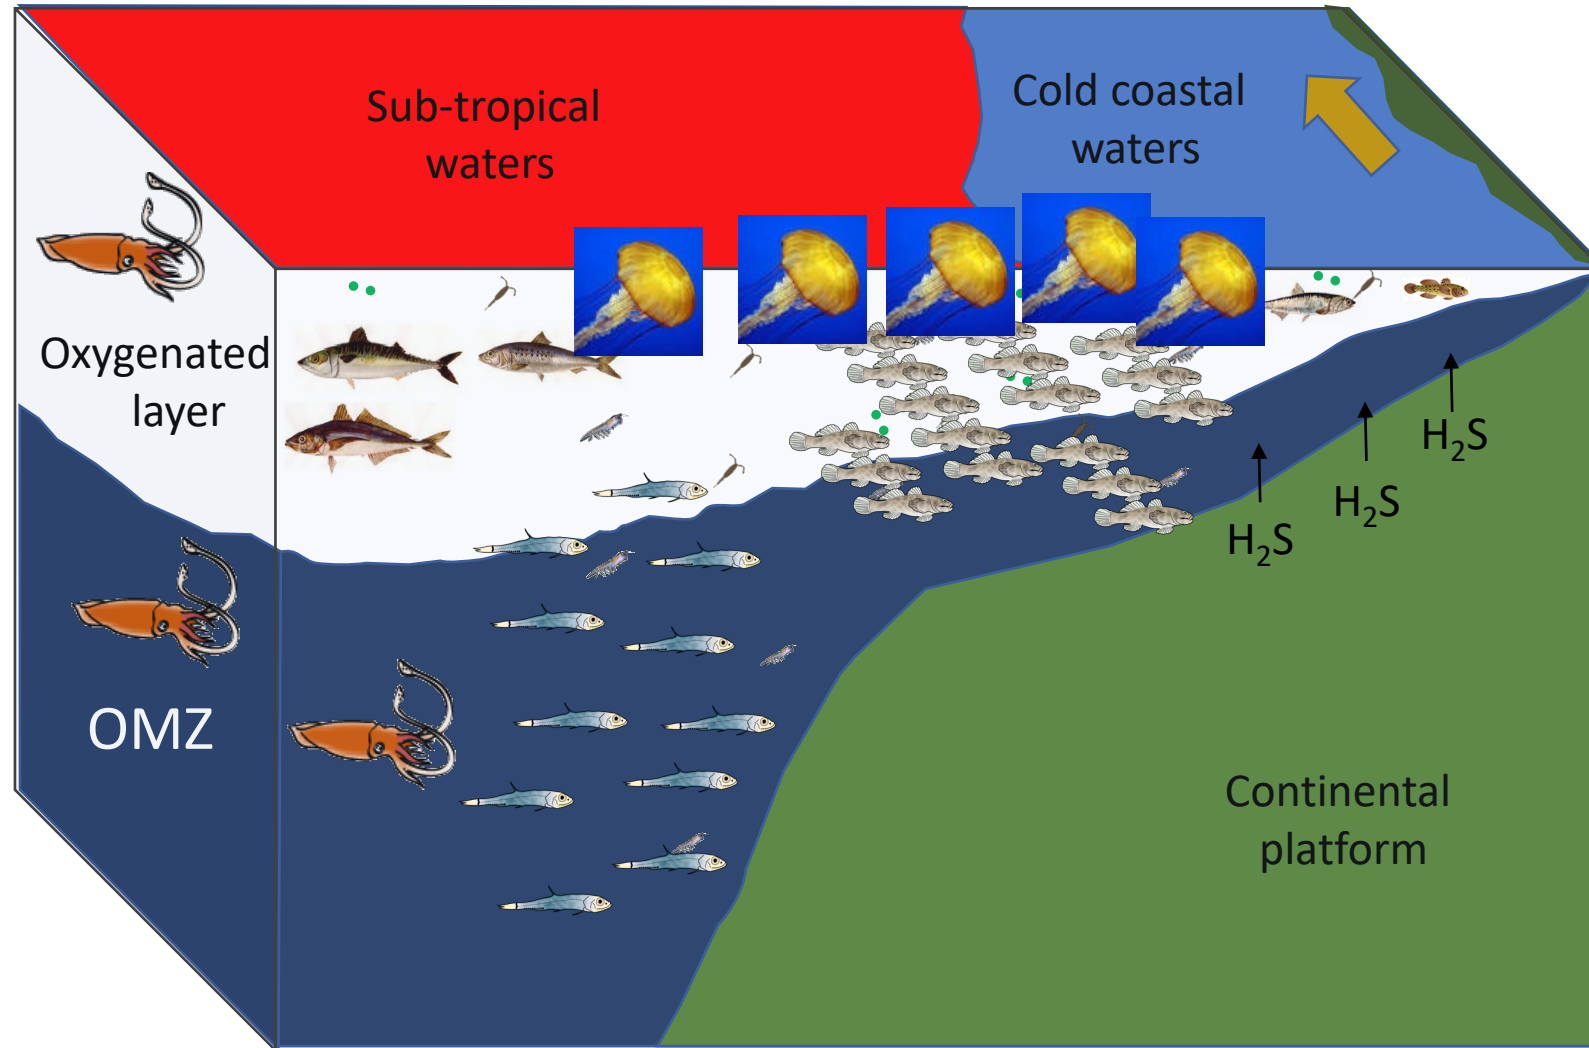 Sub-tropical
waters
Cold coastal
waters
Oxygenated
layer
OMZ
H₂S
H₂S
H₂S
Continental
platform